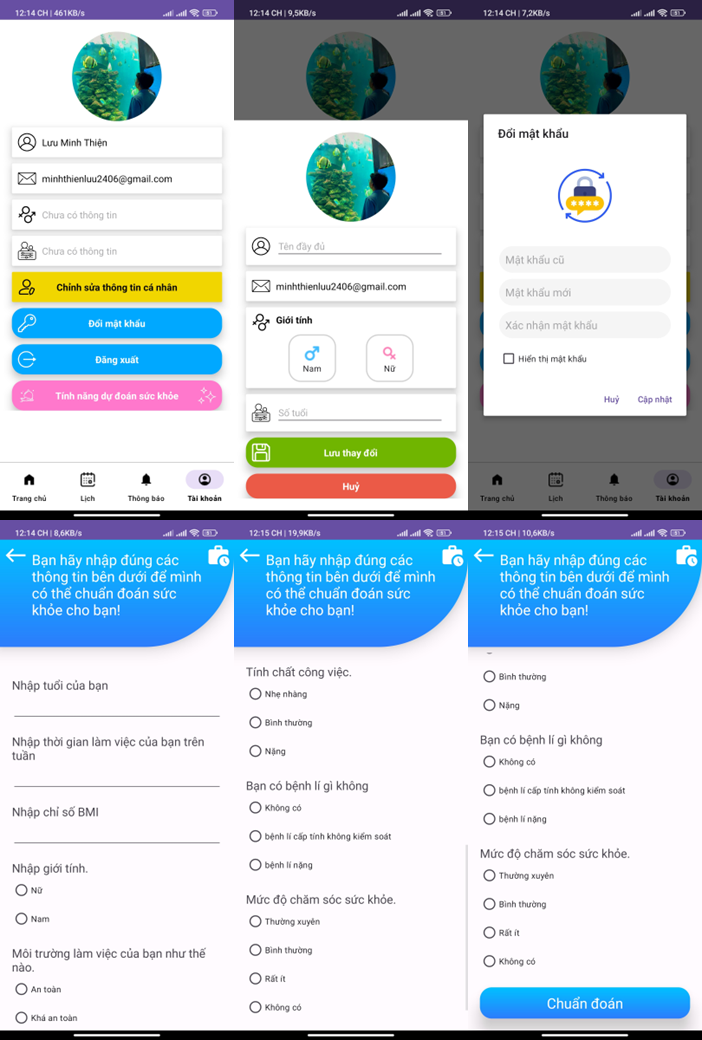 12:14 CH | 461KB/s
Lưu Minh Thiện
minhthienluu2406@gmail.com
Chưa có thông tin
Chưa có thông tin
Chỉnh sửa thông tin cá nhân
Đổi mật khẩu
Đăng xuất
Tính năng dự đoán sức khỏe
Trang chủ
Lịch
Thông báo
Tài khoản
12:14 CH | 9,5KB/s
Tên đầy đủ
minhthienluu2406@gmail.com
Giới tính
Nam
Nữ
Số tuổi
Lưu thay đổi
Huỷ
12:14 CH | 7,2KB/s
Đổi mật khẩu
Mật khẩu cũ
Mật khẩu mới
Xác nhận mật khẩu
Hiển thị mật khẩu
Huỷ
Cập nhật
Trang chủ
Lịch
Thông báo
Tài khoản
12:14 CH | 8,6KB/s
Bạn hãy nhập đúng các
thông tin bên dưới để mình
có thể chuẩn đoán sức
khỏe cho bạn!
Nhập tuổi của bạn
Nhập thời gian làm việc của bạn trên
tuần
Nhập chỉ số BMI
Nhập giới tính.
Nữ
Nam
Môi trường làm việc của bạn như thế
nào.
An toàn
Khá an toàn
12:15 CH | 19,9KB/s
Bạn hãy nhập đúng các
thông tin bên dưới để mình
có thể chuẩn đoán sức
khỏe cho bạn!
Tính chất công việc.
Nhẹ nhàng
Bình thường
Nặng
Bạn có bệnh lí gì không
Không có
bệnh lí cấp tính không kiểm soát
bệnh lí nặng
Mức độ chăm sóc sức khỏe.
Thường xuyên
Bình thường
Rất ít
Không có
12:15 CH | 10,6KB/s
Bạn hãy nhập đúng các
thông tin bên dưới để mình
có thể chuẩn đoán sức
khỏe cho bạn!
Bình thường
Nặng
Bạn có bệnh lí gì không
Không có
bệnh lí cấp tính không kiểm soát
bệnh lí nặng
Mức độ chăm sóc sức khỏe.
Thường xuyên
Bình thường
Rất ít
Không có
Chuẩn đoán